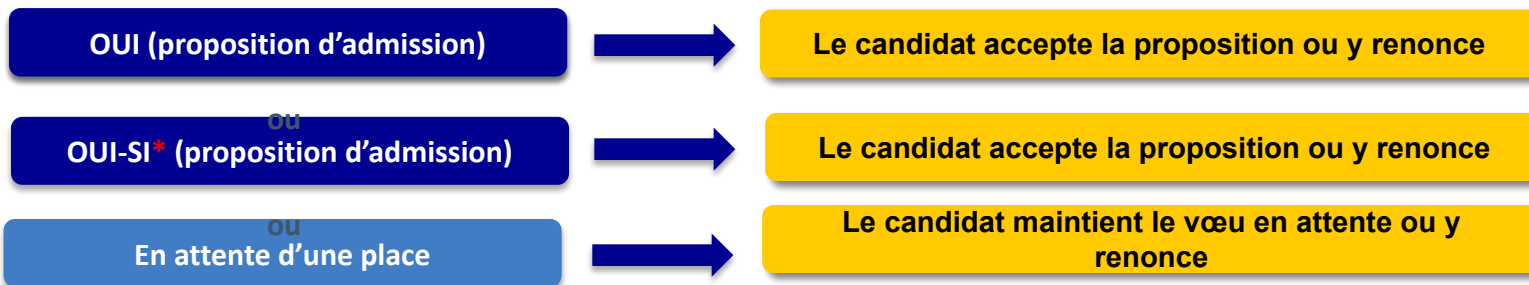 OUI (proposition d'admission)
Le candidat accepte la proposition ou y renonce
ou
OUI-SI* (proposition d'admission)
Le candidat accepte la proposition ou y renonce
ou
En attente d'une place
Le candidat maintient le vœu en attente ou y
renonce